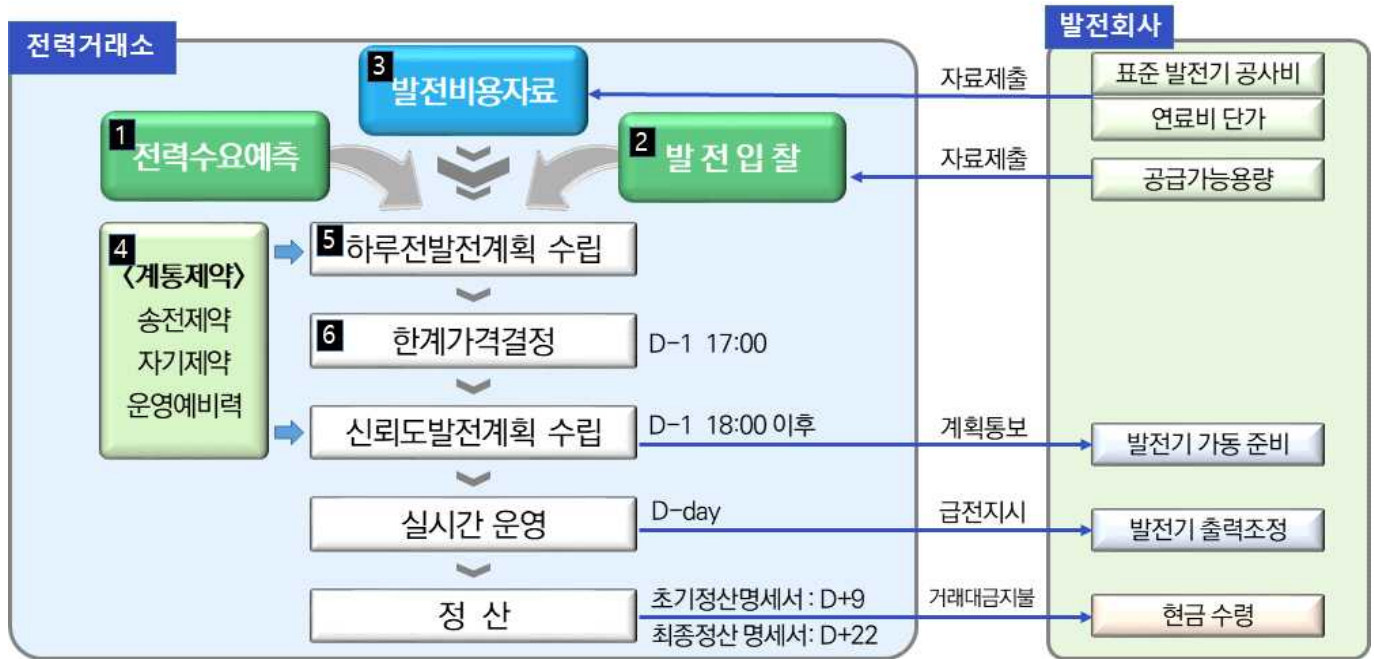 전력거래소
발전회사
3
발전비용자료
자료제출
표준 발전기 공사비
연료비 단가
1
전력수요예측
2
발 전 입 찰
자료제출
공급가능용량
4
〈계통제약〉
송전제약
자기제약
운영예비력
5
하루전발전계획 수립
6
한계가격결정
D-1 17:00
신뢰도발전계획 수립
D-1 18:00 이후
계획통보
발전기 가동 준비
실시간 운영
D-day
급전지시
발전기 출력조정
정 산
초기정산명세서 : D+9
최종정산 명세서: D+22
거래대금지불
현금 수령